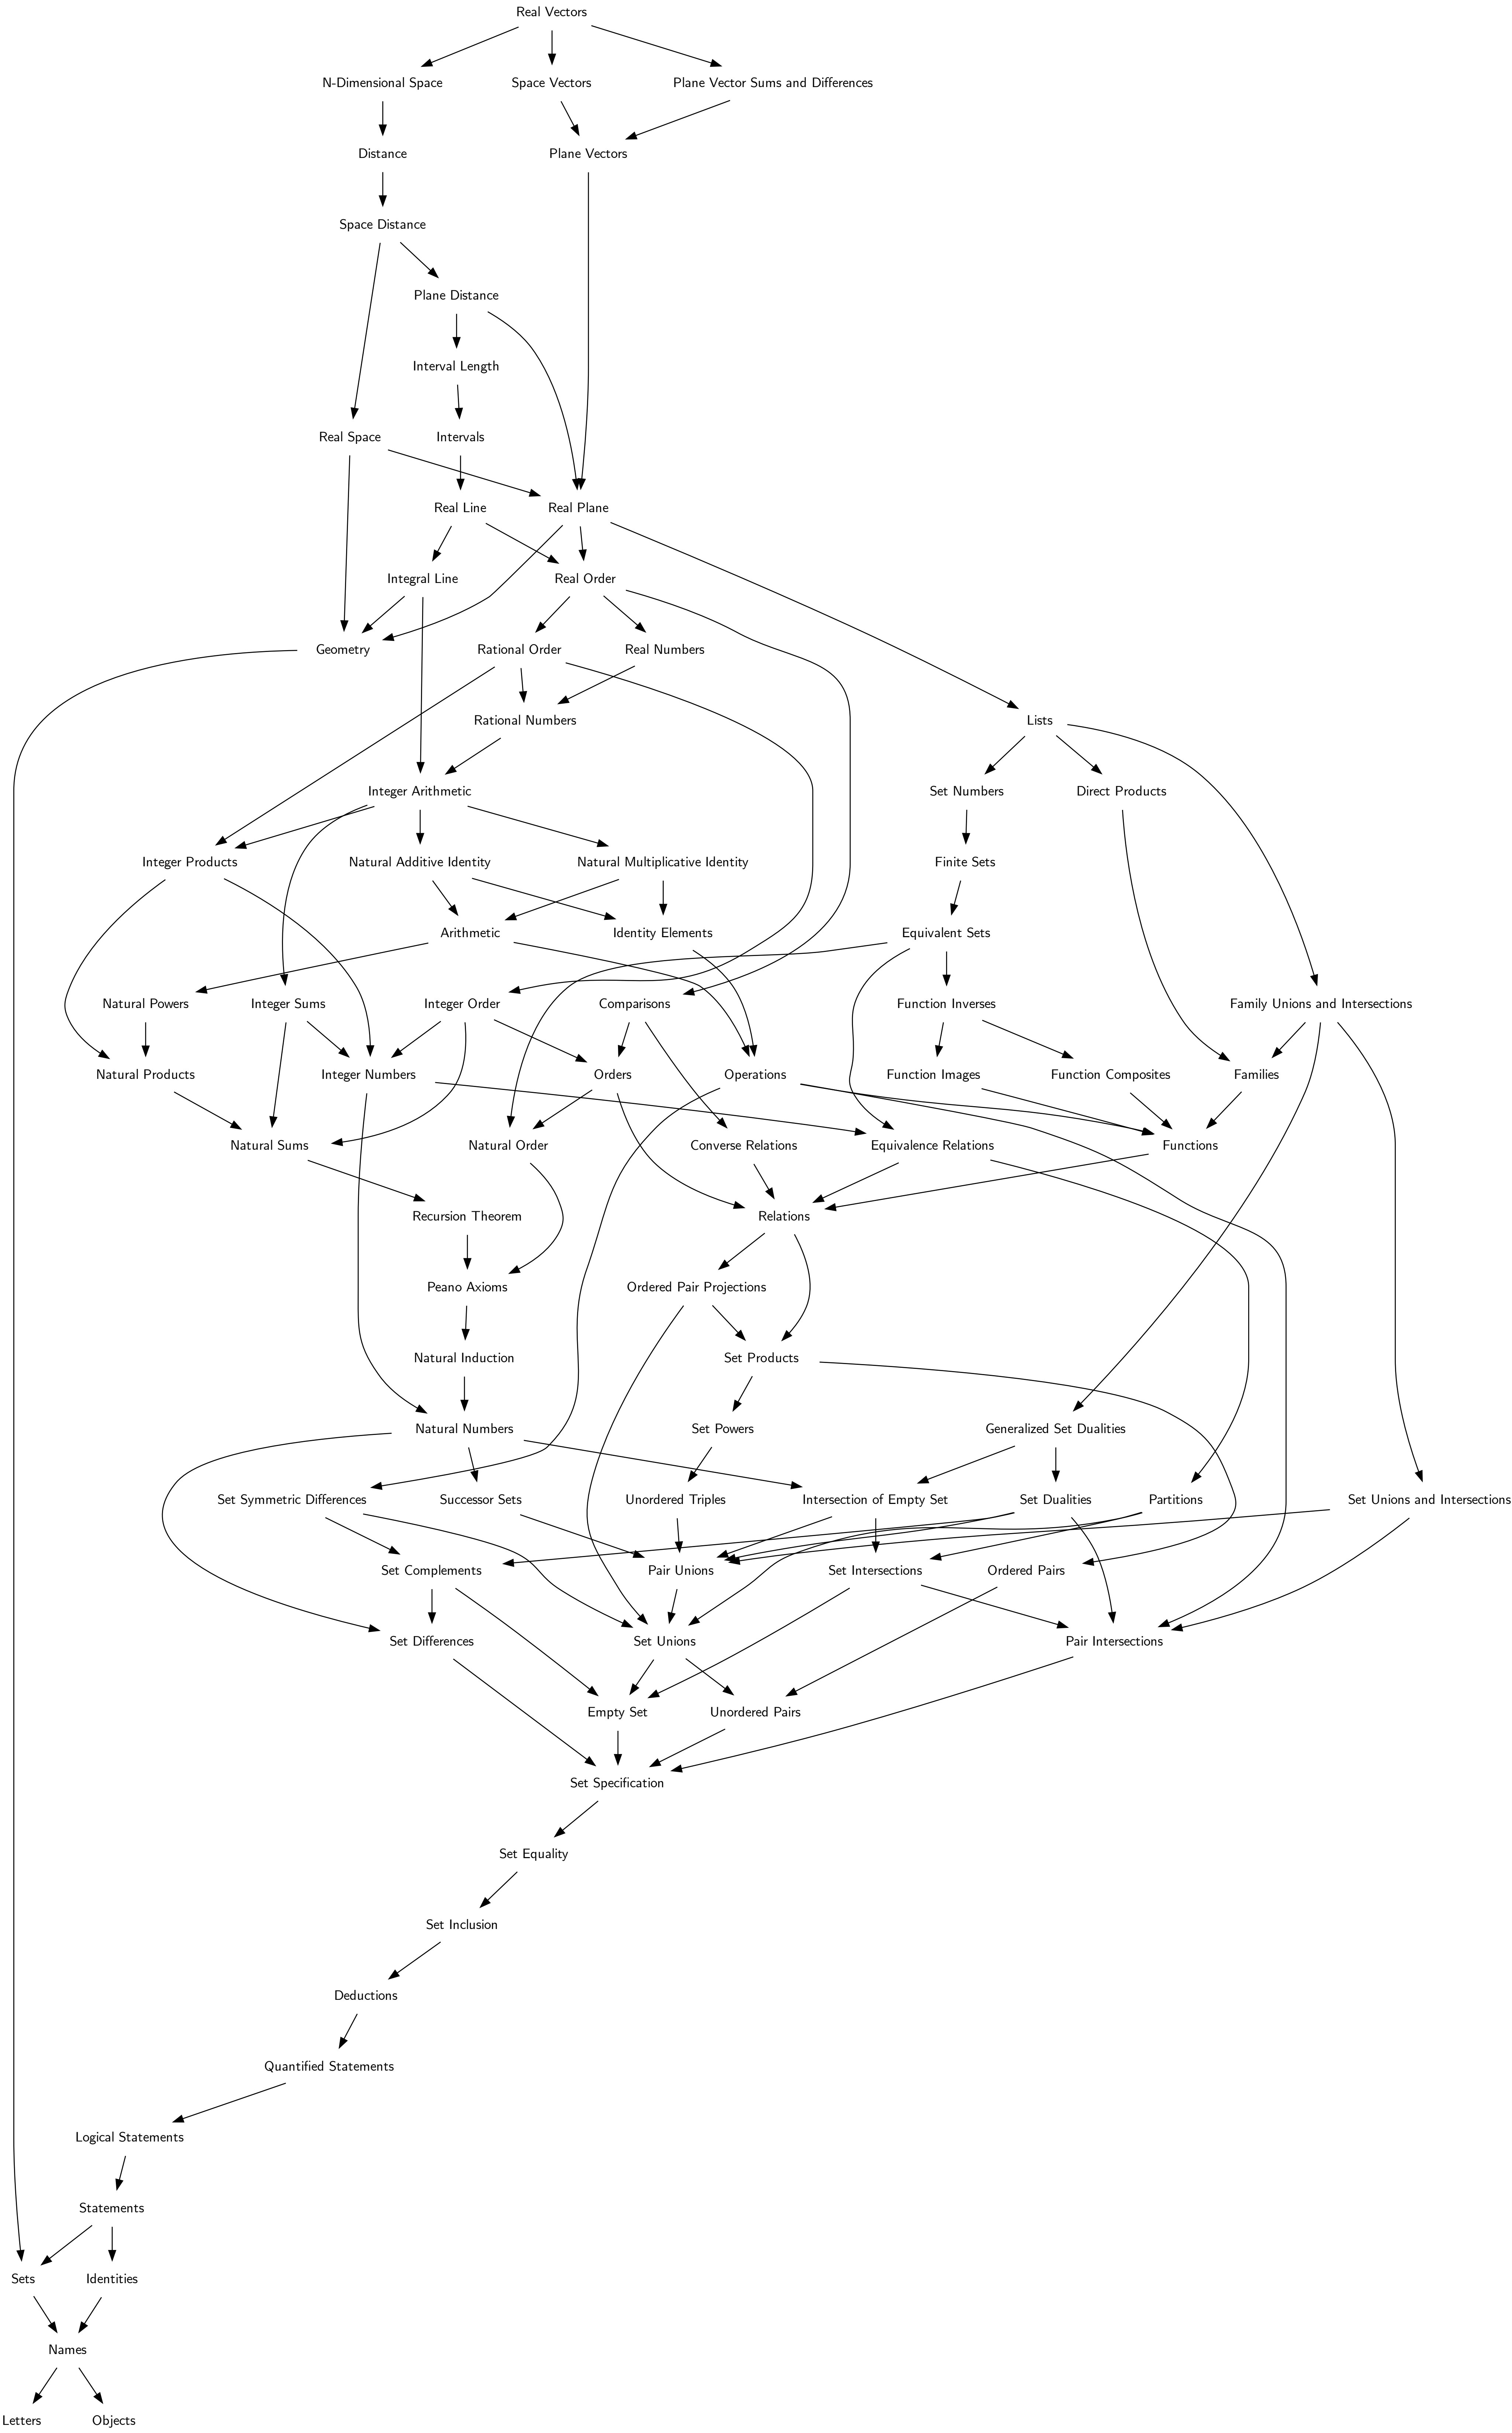 Real Vectors
N-Dimensional Space
Space Vectors
Plane Vector Sums and Differences
Distance
Plane Vectors
Space Distance
Plane Distance
Interval Length
Real Space
Intervals
Real Line
Real Plane
Integral Line
Real Order
Geometry
Rational Order
Real Numbers
Rational Numbers
Lists
Integer Arithmetic
Set Numbers
Direct Products
Integer Products
Natural Additive Identity
Natural Multiplicative Identity
Finite Sets
Arithmetic
Identity Elements
Equivalent Sets
Natural Powers
Integer Sums
Integer Order
Comparisons
Function Inverses
Family Unions and Intersections
Natural Products
Integer Numbers
Orders
Operations
Function Images
Function Composites
Families
Natural Sums
Natural Order
Converse Relations
Equivalence Relations
Functions
Recursion Theorem
Relations
Peano Axioms
Ordered Pair Projections
Natural Induction
Set Products
Natural Numbers
Set Powers
Generalized Set Dualities
Set Symmetric Differences
Successor Sets
Unordered Triples
Intersection of Empty Set
Set Dualities
Partitions
Set Unions and Intersections
Set Complements
Pair Unions
Set Intersections
Ordered Pairs
Set Differences
Set Unions
Pair Intersections
Empty Set
Unordered Pairs
Set Specification
Set Equality
Set Inclusion
Deductions
Quantified Statements
Logical Statements
Statements
Sets
Identities
Names
Letters
Objects